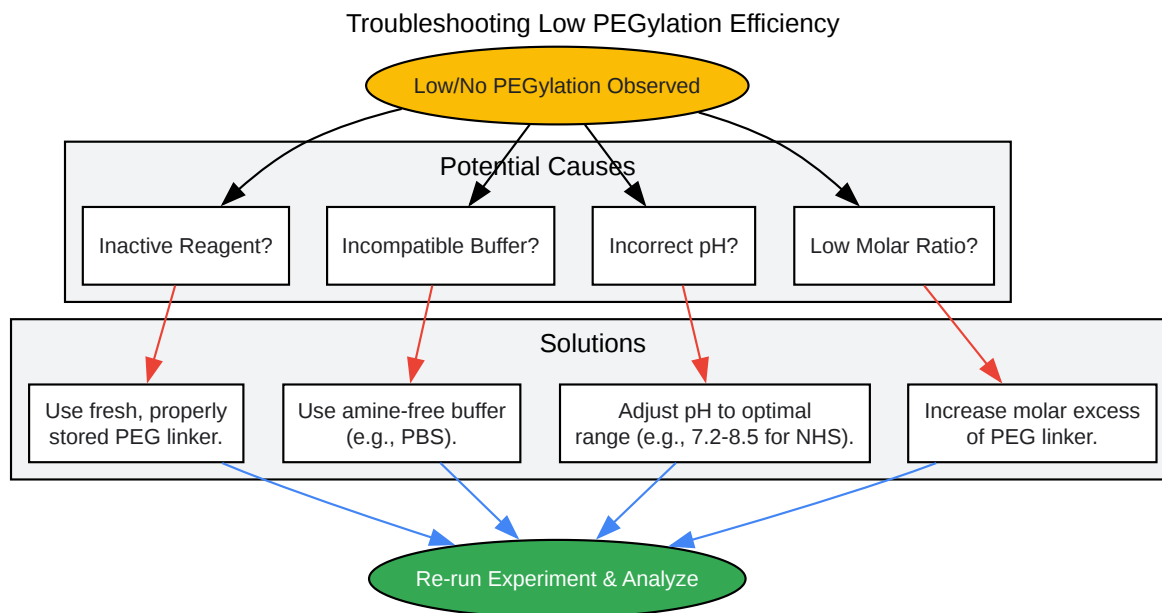 Troubleshooting Low PEGylation Efficiency
Low/No PEGylation Observed
Potential Causes
Inactive Reagent?
Incompatible Buffer?
Incorrect pH?
Low Molar Ratio?
Solutions
Use fresh, properly
stored PEG linker.
Use amine-free buffer
(e.g., PBS).
Adjust pH to optimal
range (e.g., 7.2-8.5 for NHS).
Increase molar excess
of PEG linker.
Re-run Experiment & Analyze